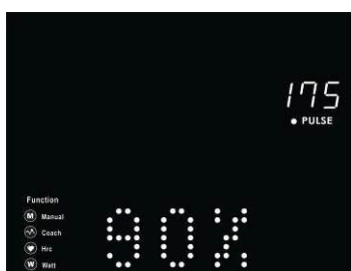 175
• PULSE
Function
M Manual
Coach
Hrc
W Watt
90%